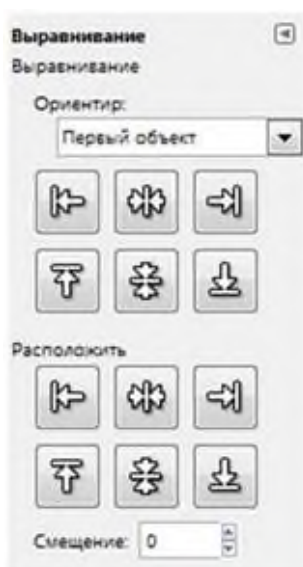 Выравнивание
Выравнивание
Ориентир:
Первый объект
Расположить
Смещение: 0